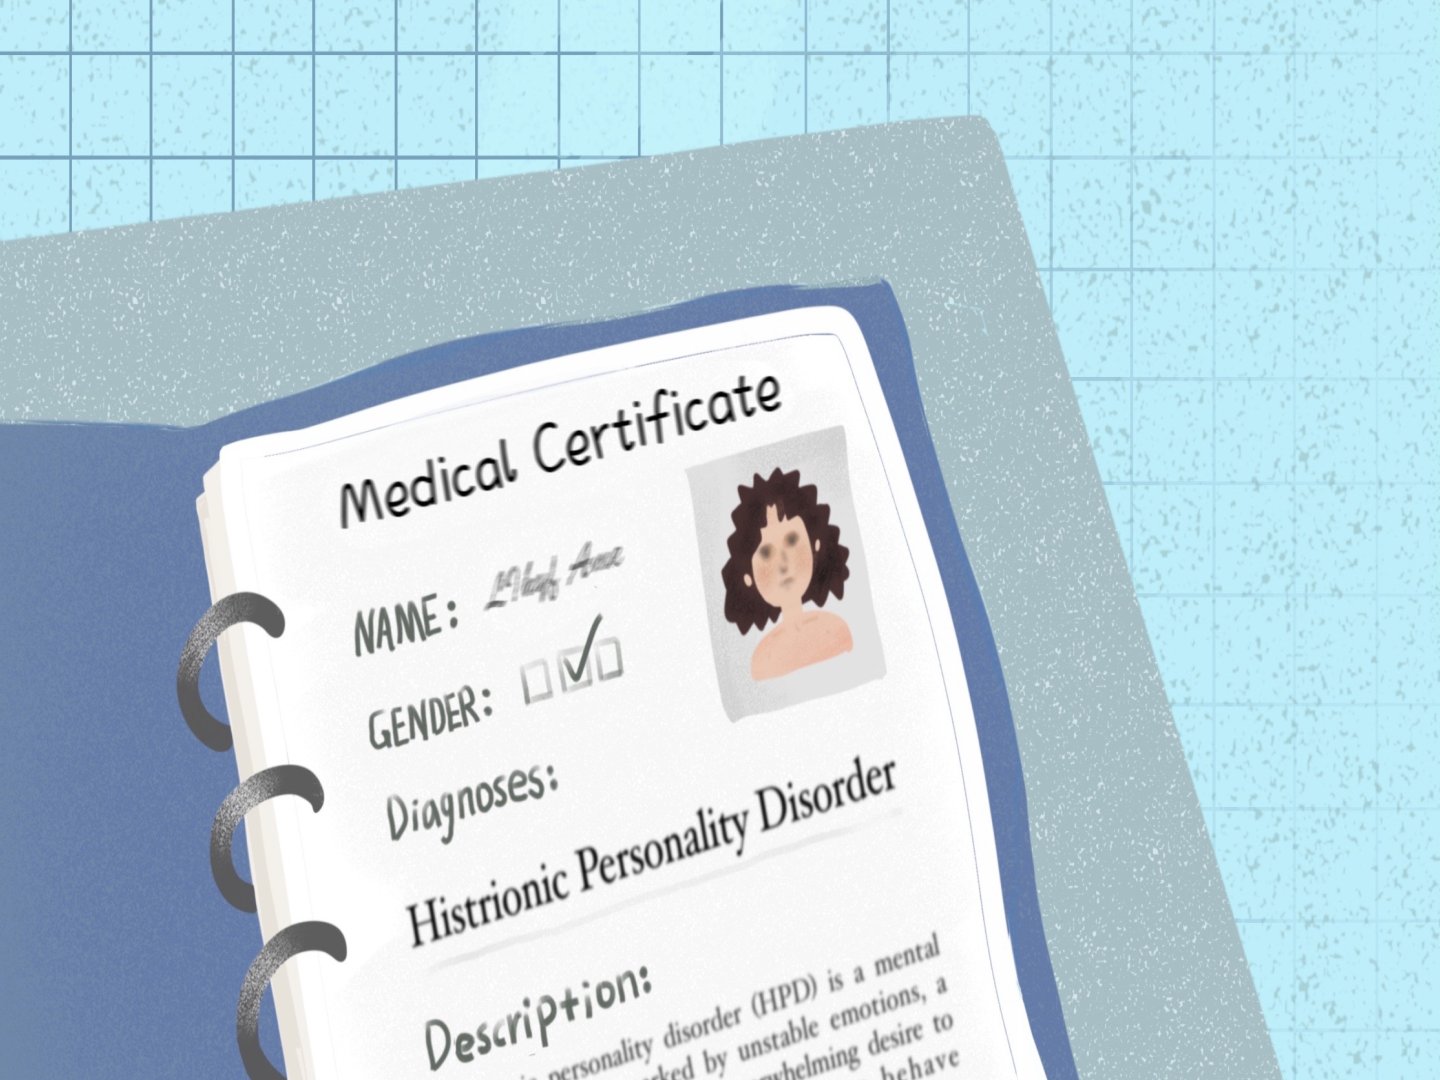 Medical Certificate
NAME:
GENDER:
Diagnoses:
Histrionic Personality Disorder
Description:
personality disorder (HPD) is a mental
by unstable emotions, a
desire to
behave